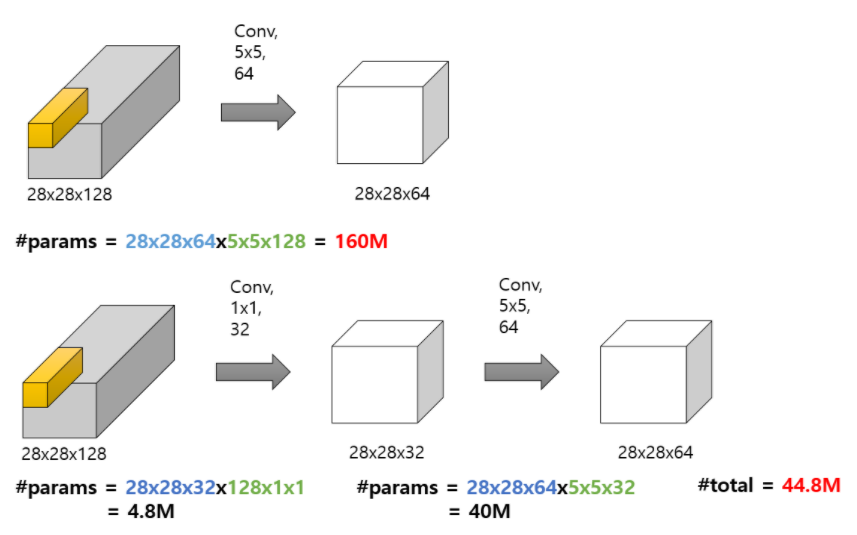 Conv,
5x5,
64
28x28x128
28x28x64
#params = 28x28x64x5x5x128 = 160M
Conv,
1x1,
32
Conv,
5x5,
64
28x28x128
28x28x32
28x28x64
#params = 28x28x32x128x1x1
= 4.8M
#params = 28x28x64x5x5x32
= 40M
#total = 44.8M